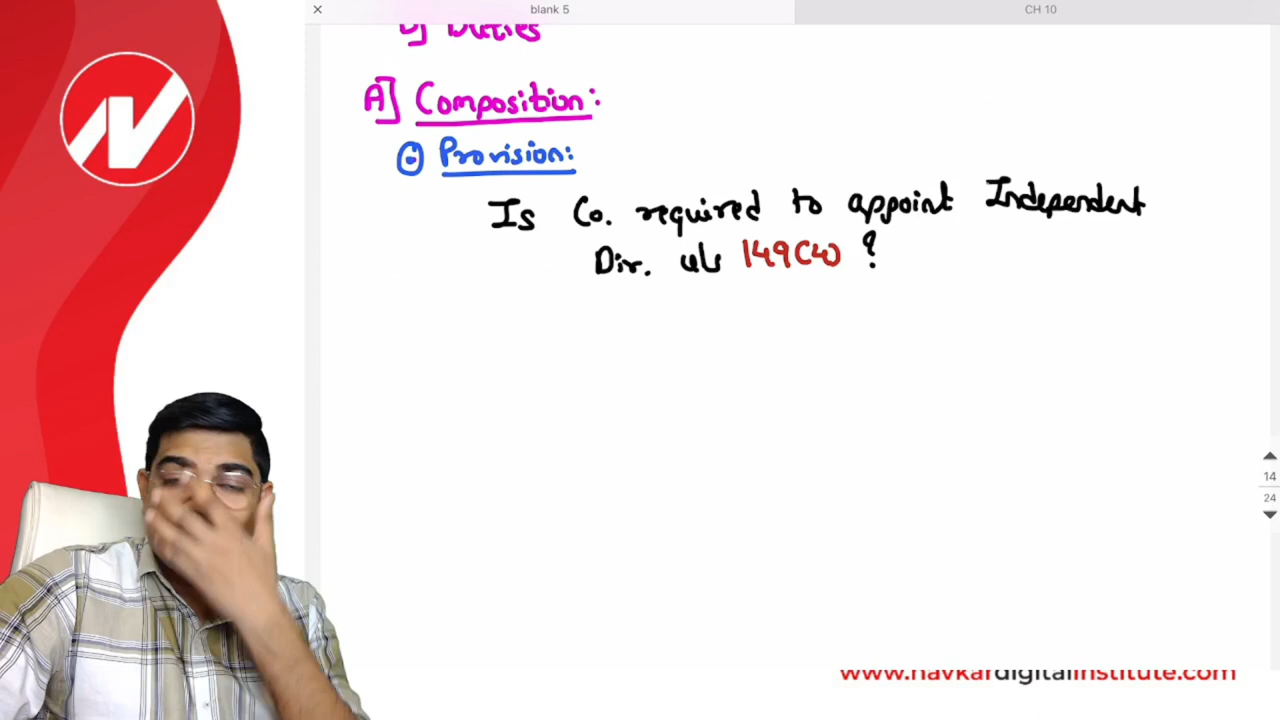 × blank 5 CH 10
D] Duties
A] Composition:
Provision:
Is Co. required to appoint Independent
Dir. u/s 149(4) ?
14
24
www.navkardigitalinstitute.com